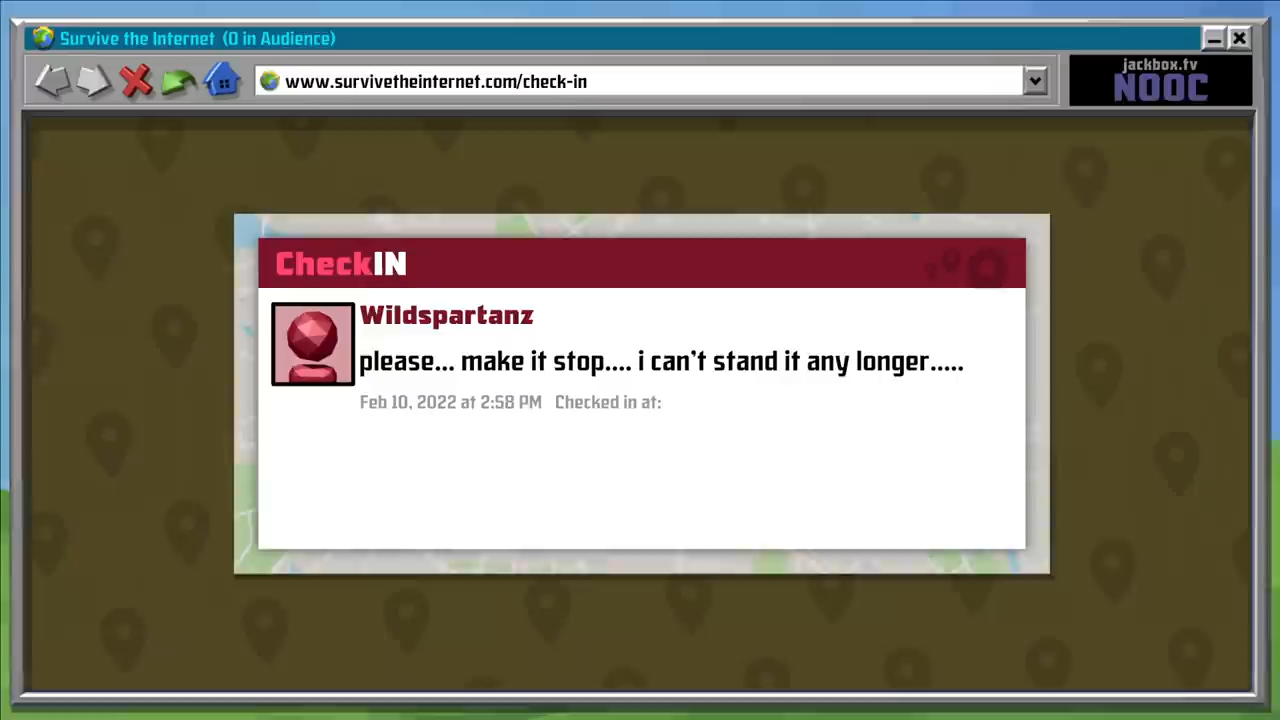 Survive the Internet (0 in Audience)
www.survivetheinternet.com/check-in
jackbox.tv
NOOC
CheckIN
Wildspartanz
please... make it stop.... i can't stand it any longer.....
Feb 10, 2022 at 2:58 PM Checked in at: